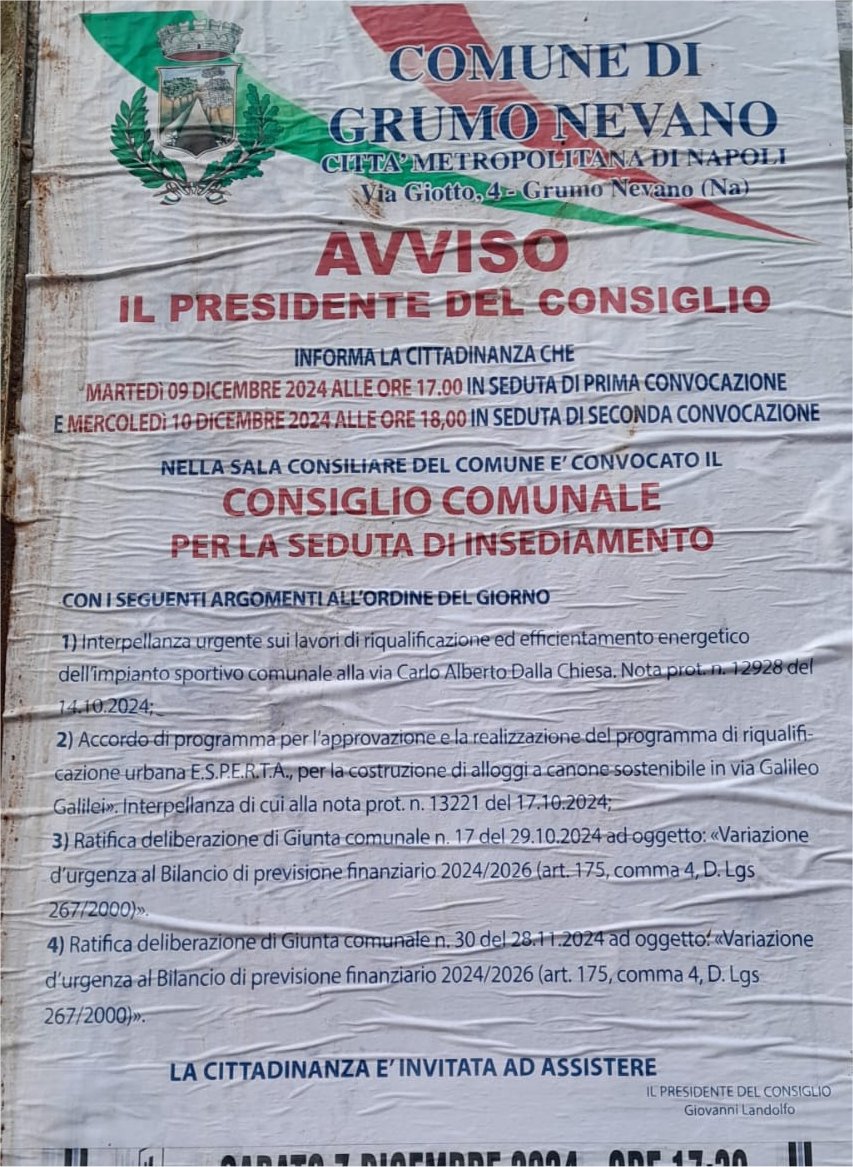 COMUNE DI
GRUMO NEVANO
CITTA' METROPOLITANA DI NAPOLI
Via Giotto, 4 - Grumo Nevano (Na)
AVVISO
IL PRESIDENTE DEL CONSIGLIO
INFORMA LA CITTADINANZA CHE
MARTEDÌ 09 DICEMBRE 2024 ALLE ORE 17.00 IN SEDUTA DI PRIMA CONVOCAZIONE
E MERCOLEDÌ 10 DICEMBRE 2024 ALLE ORE 18,00 IN SEDUTA DI SECONDA CONVOCAZIONE
NELLA SALA CONSILIARE DEL COMUNE E' CONVOCATO IL
CONSIGLIO COMUNALE
PER LA SEDUTA DI INSEDIAMENTO
CON I SEGUENTI ARGOMENTI ALL'ORDINE DEL GIORNO
1) Interpellanza urgente sui lavori di riqualificazione ed efficientamento energetico
dell'impianto sportivo comunale alla via Carlo Alberto Dalla Chiesa. Nota prot. n. 12928 del
14.10.2024;
2) Accordo di programma per l'approvazione e la realizzazione del programma di riqualifi-
cazione urbana E.S.P.E.R.T.A., per la costruzione di alloggi a canone sostenibile in via Galileo
Galilei». Interpellanza di cui alla nota prot. n. 13221 del 17.10.2024;
3) Ratifica deliberazione di Giunta comunale n. 17 del 29.10.2024 ad oggetto: «Variazione
d'urgenza al Bilancio di previsione finanziario 2024/2026 (art. 175, comma 4, D. Lgs
267/2000)».
4) Ratifica deliberazione di Giunta comunale n. 30 del 28.11.2024 ad oggetto: «Variazione
d'urgenza al Bilancio di previsione finanziario 2024/2026 (art. 175, comma 4, D. Lgs
267/2000)».
LA CITTADINANZA E' INVITATA AD ASSISTERE
IL PRESIDENTE DEL CONSIGLIO
Giovanni Landolfo
SABATO 7 DICEMBRE 2024 ORE 17:30